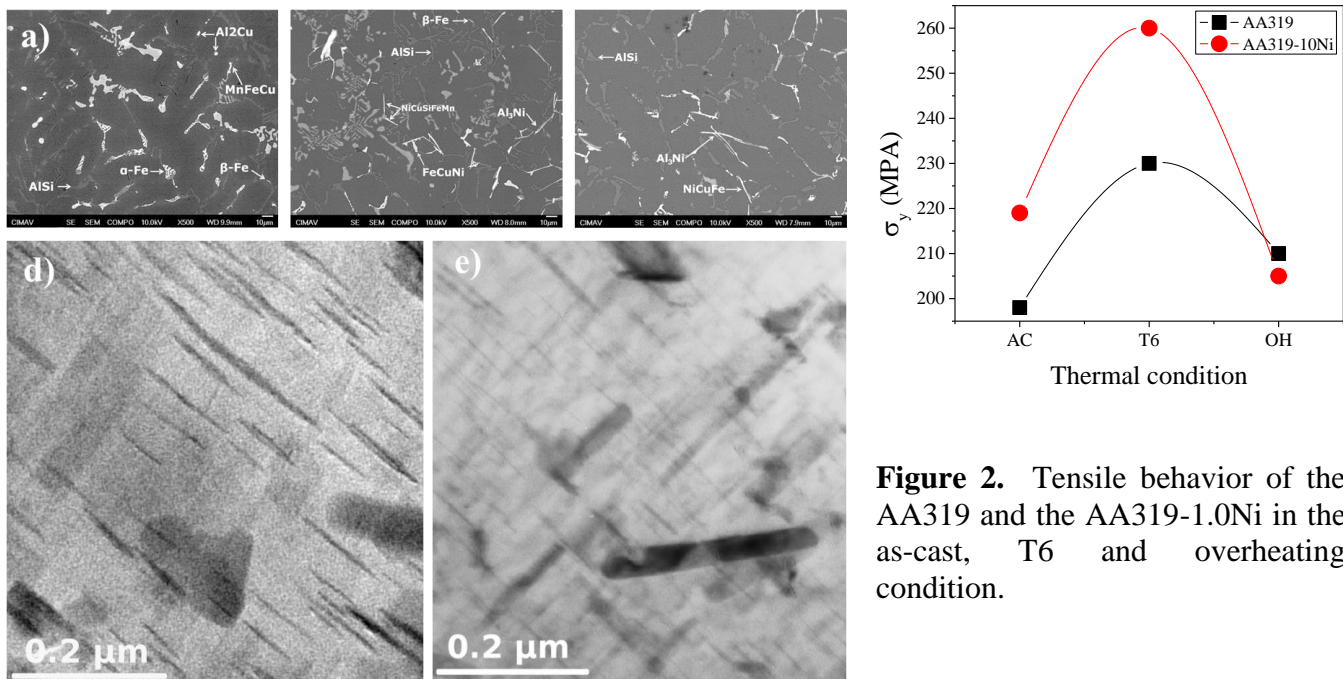 a)
Al2Cu
MnFeCu
α-Fe
β-Fe
AlSi
CIMAV SE SEM COMPO 10.0kV X500 WD 9.9mm 10µm
β-Fe
AlSi
NiCuSiFeMn
Al₃Ni
FeCuNi
CIMAV SE SEM COMPO 10.0kV X500 WD 8.0mm 10µm
AlSi
Al₃Ni
NiCuFe
CIMAV SE SEM COMPO 10.0kV X500 WD 7.9mm 10µm
d)
0.2 µm
e)
0.2 µm
AA319
AA319-10Ni
260
250
240
230
220
210
200
σy (MPA)
AC T6 OH
Thermal condition
Figure 2. Tensile behavior of the
AA319 and the AA319-1.0Ni in the
as-cast, T6 and overheating
condition.